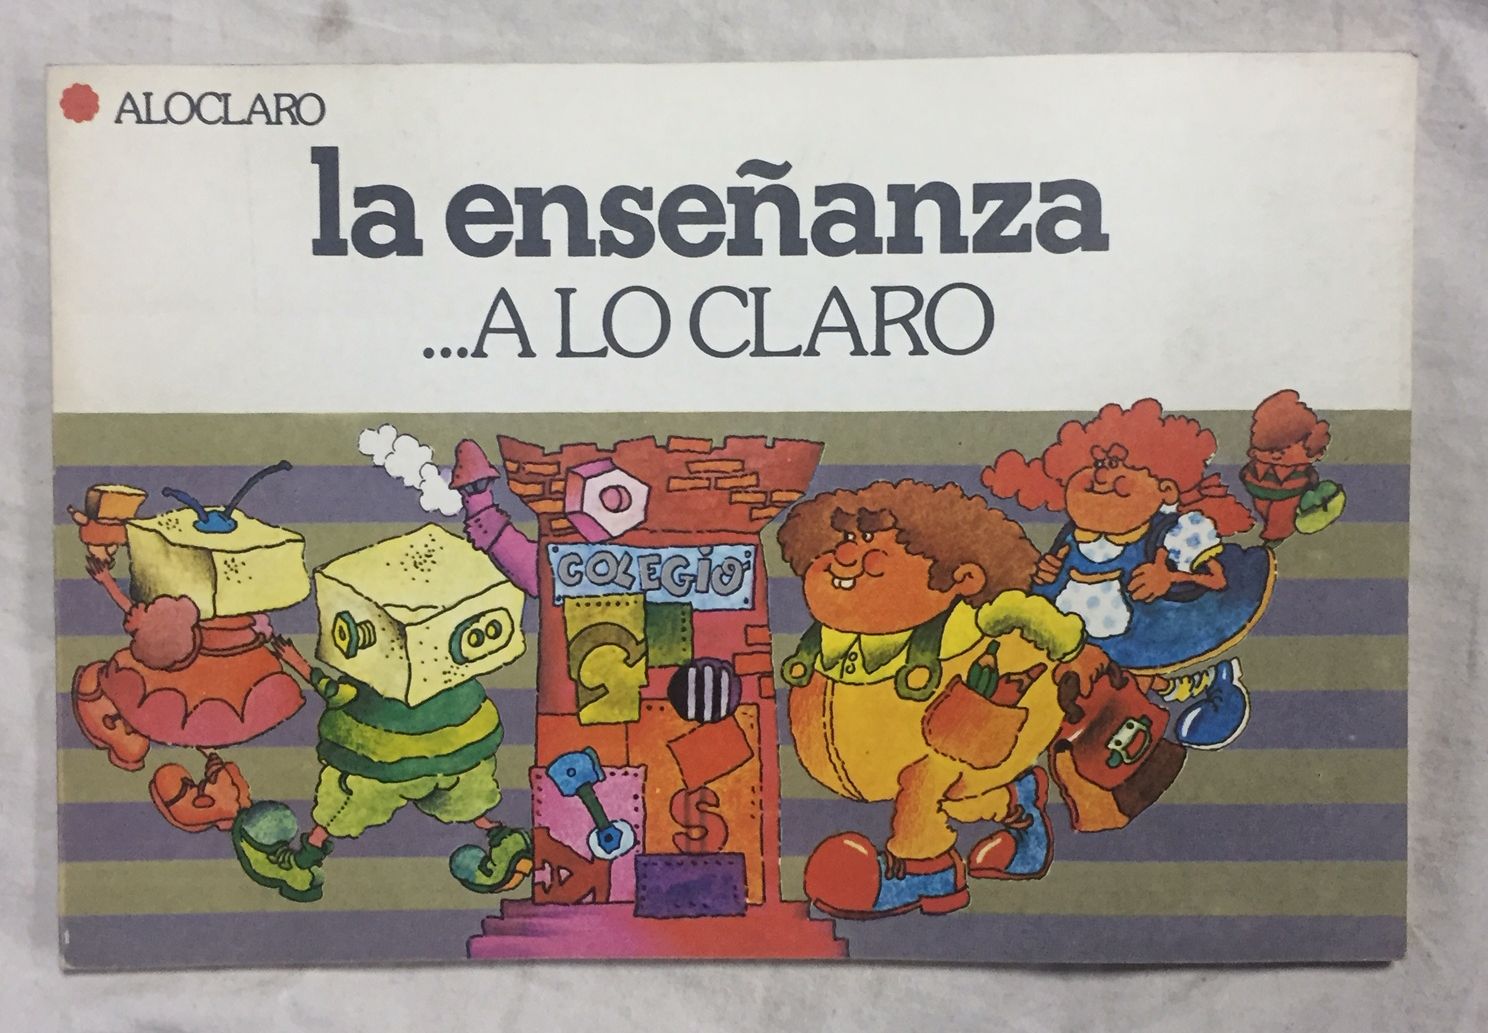 ALOCLARO
la enseñanza
...A LO CLARO
COLEGIO
S
A